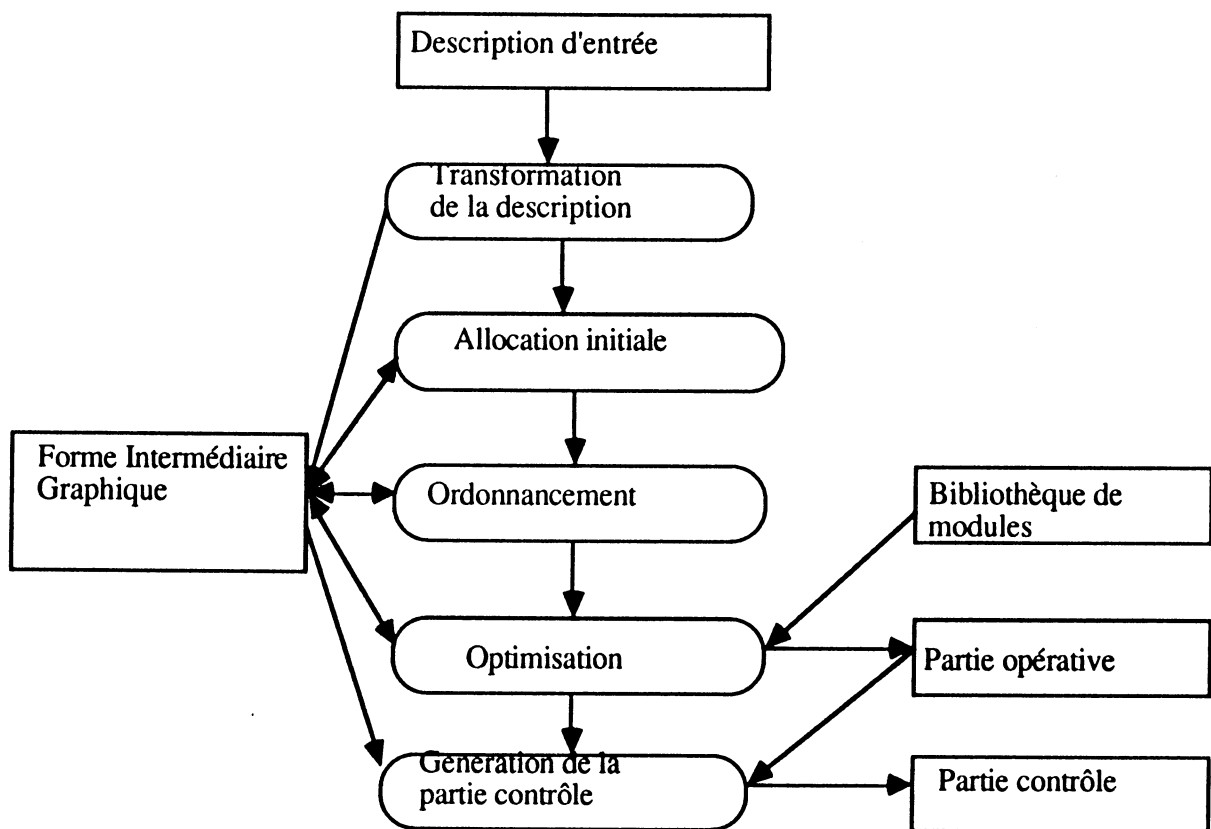 Description d'entrée
Transformation
de la description
Allocation initiale
Forme Intermédiaire
Graphique
Ordonnancement
Bibliothèque de
modules
Optimisation
Partie opérative
Génération de la
partie contrôle
Partie contrôle